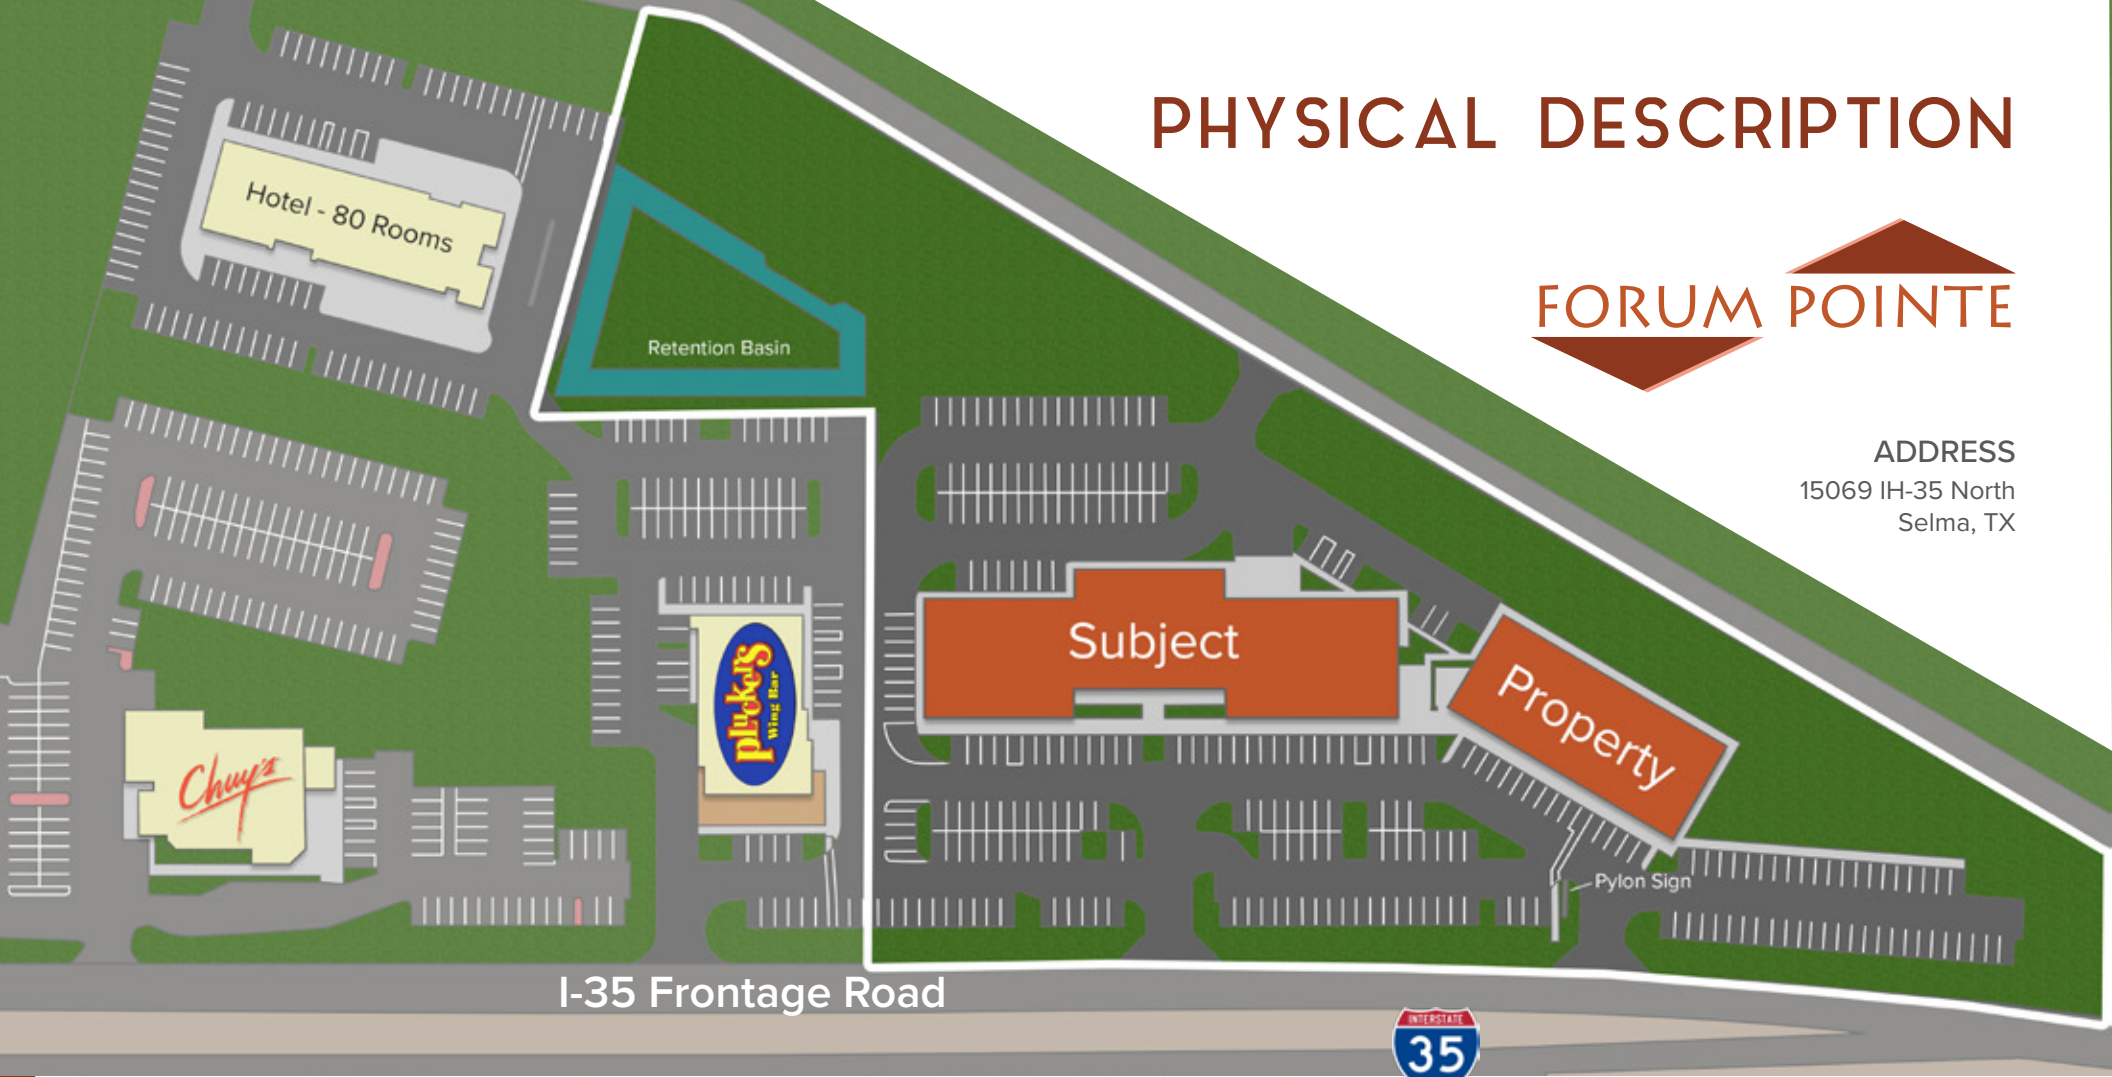 PHYSICAL DESCRIPTION
FORUM POINTE
ADDRESS
15069 IH-35 North
Selma, TX
Hotel - 80 Rooms
Retention Basin
Subject
Property
Pluckers
Wing Bar
Chuy's
Pylon Sign
I-35 Frontage Road
INTERSTATE
35